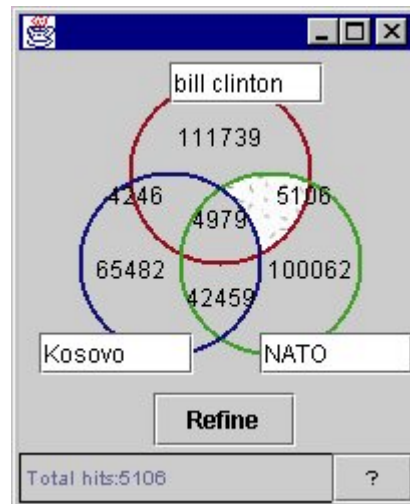 bill clinton
111739
4246
5106
4979
65482
100062
42459
Kosovo
NATO
Refine
Total hits:5106
?